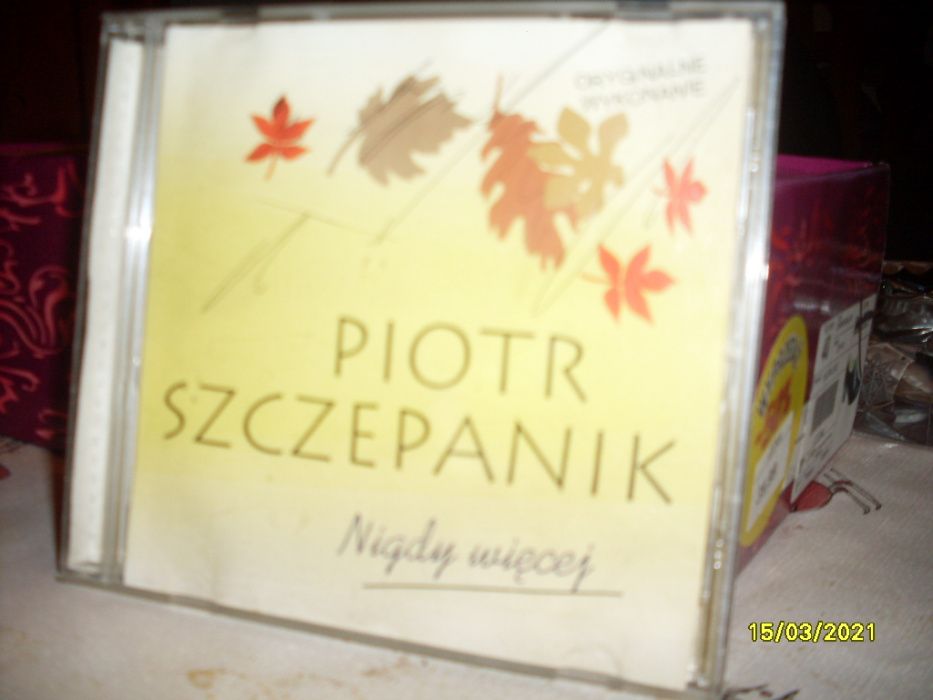 ORYGINALNE
WYKONANIE
PIOTR
SZCZEPANIK
Nigdy więcej
15/03/2021